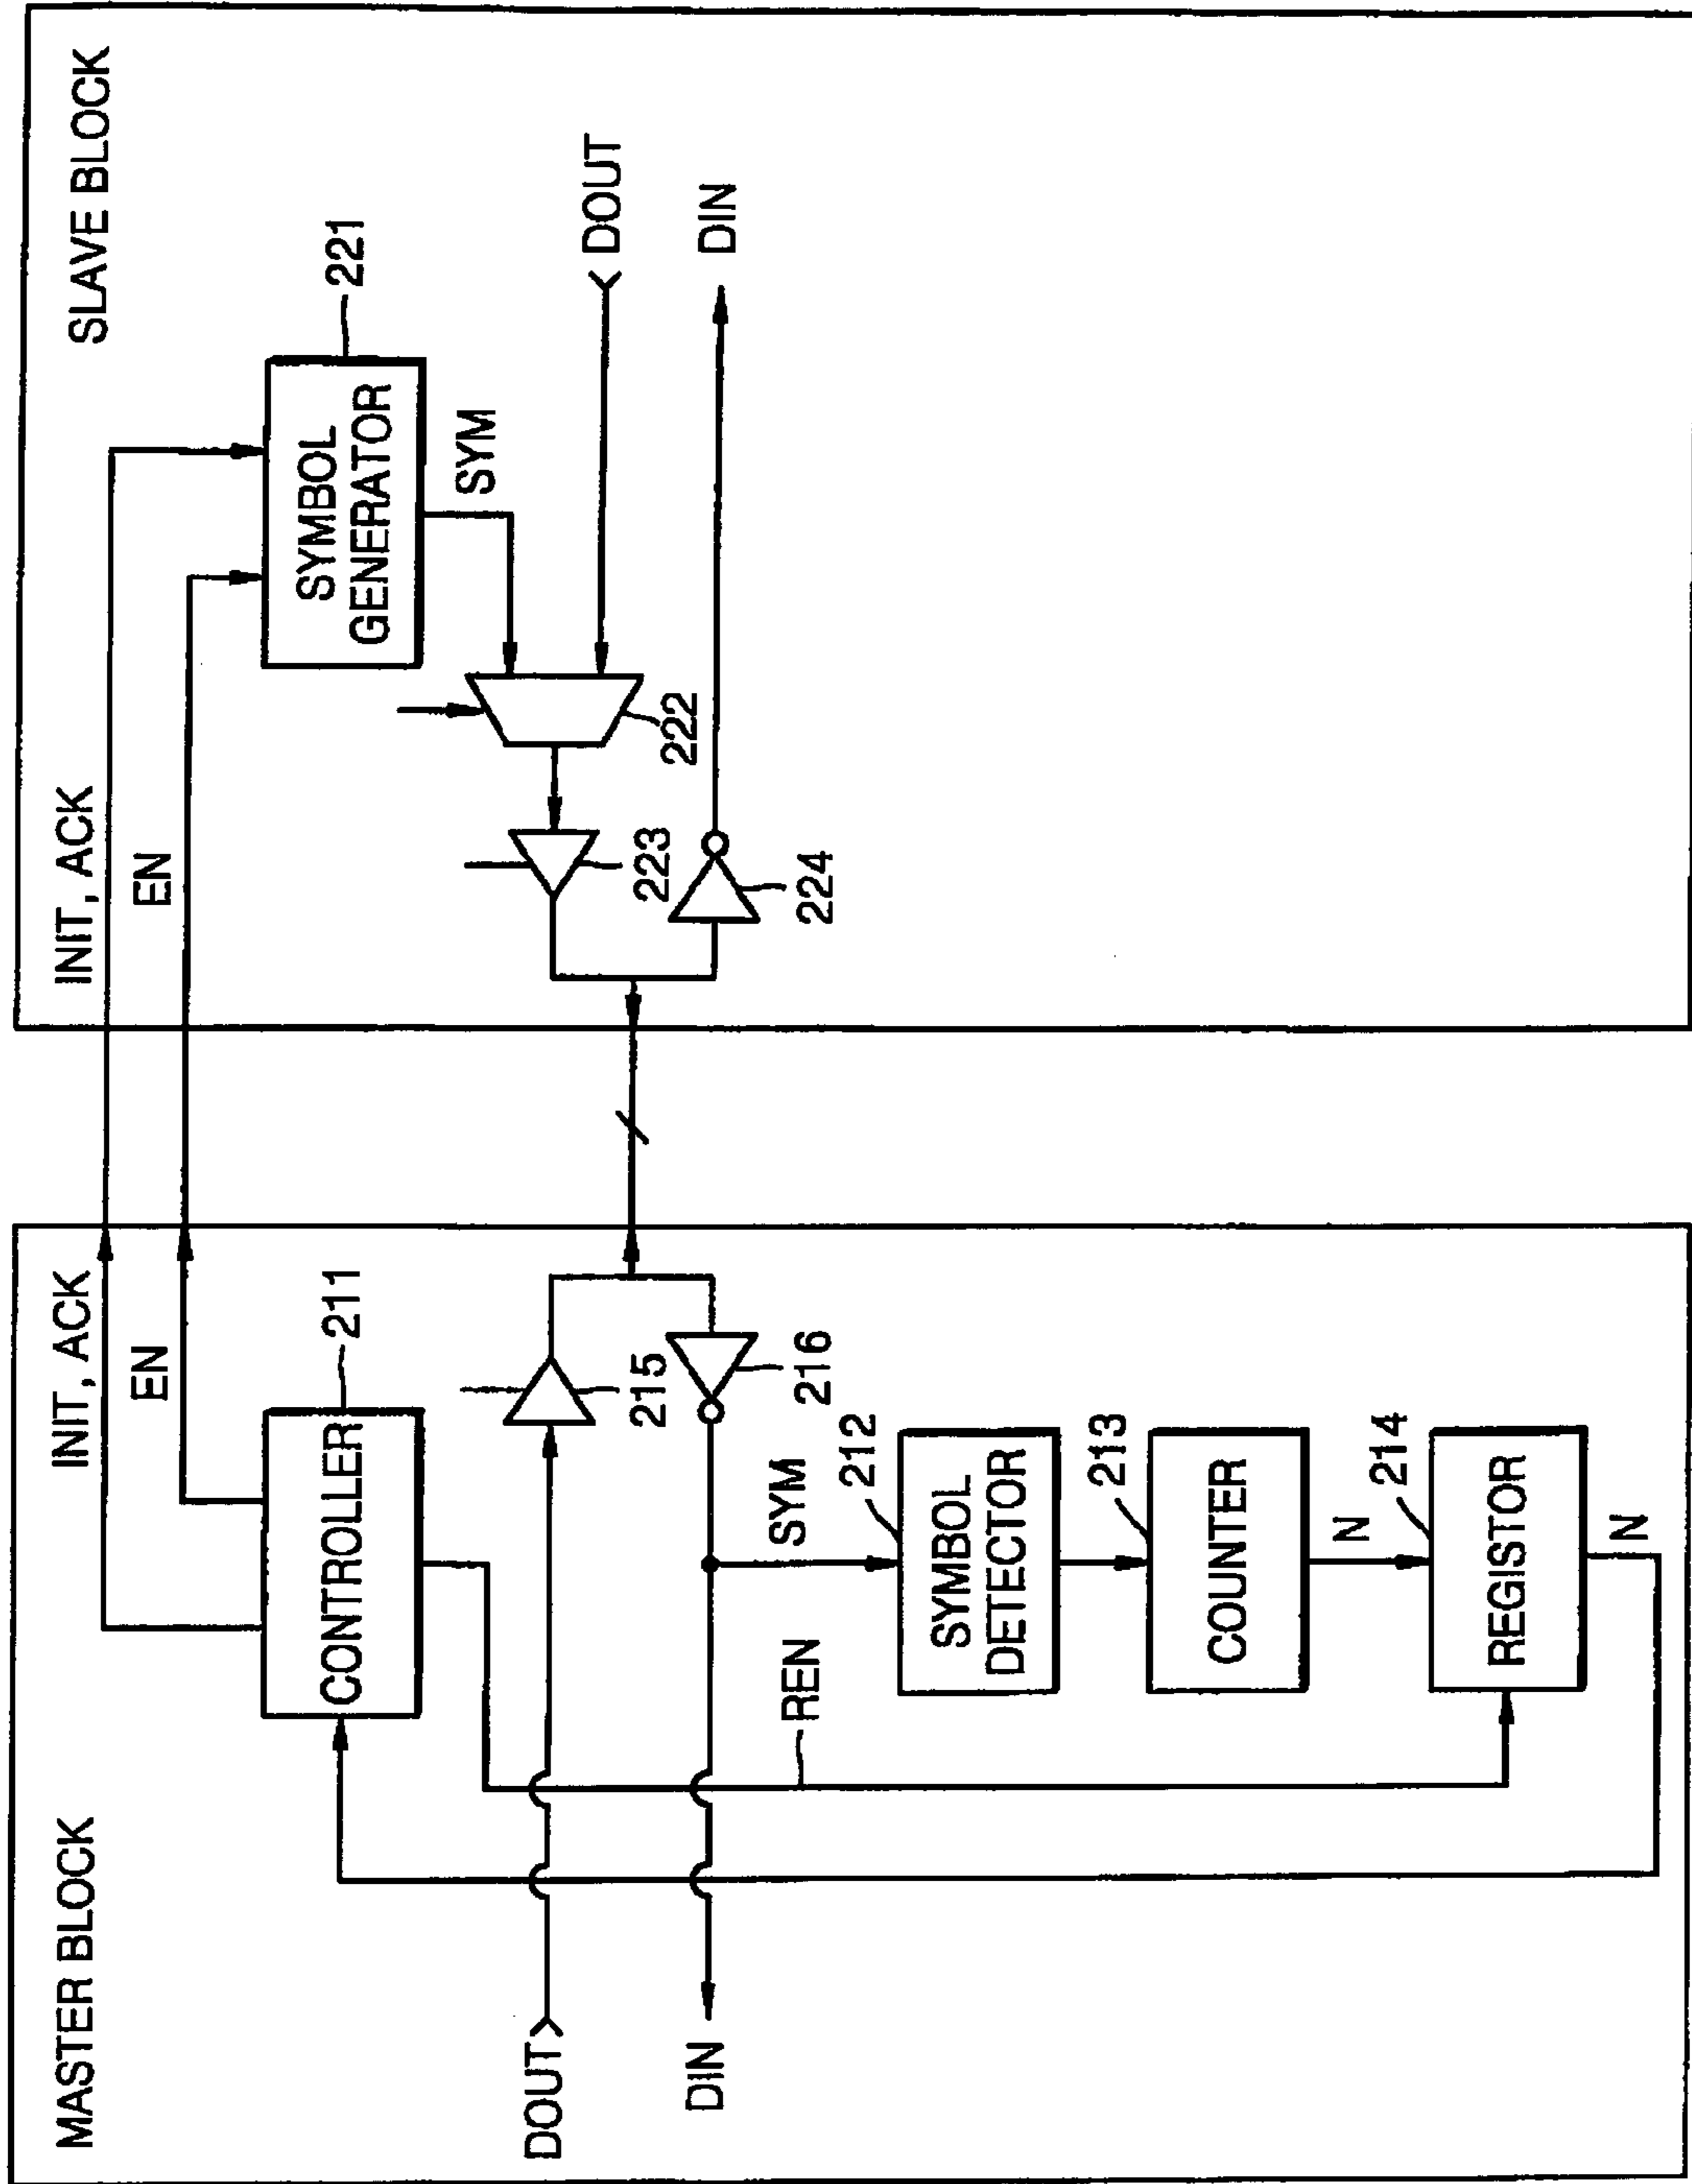 MASTER BLOCK
INIT, ACK
EN
CONTROLLER
211
DOUT
215
DIN
216
SYM
REN
SYMBOL
DETECTOR
212
COUNTER
213
N
REGISTOR
214
N
SLAVE BLOCK
INIT, ACK
EN
SYMBOL
GENERATOR
221
SYM
DOUT
222
223
DIN
224